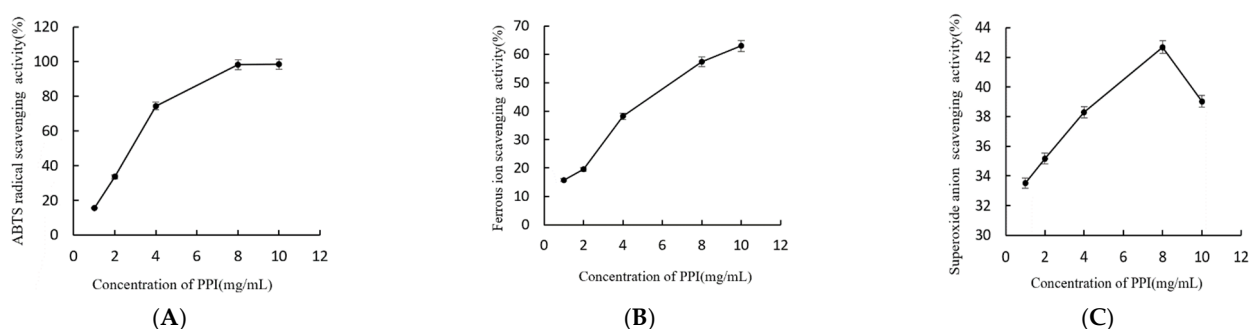 ABTS radical scavenging activity(%)
120
100
80
60
40
20
0
0 2 4 6 8 10 12
Concentration of PPI(mg/mL)
(A)
Ferrous ion scavenging activity(%)
70
60
50
40
30
20
10
0
0 2 4 6 8 10 12
Concentration of PPI(mg/mL)
(B)
Superoxide anion scavenging activity(%)
44
42
40
38
36
34
32
30
0 2 4 6 8 10 12
Concentration of PPI(mg/mL)
(C)